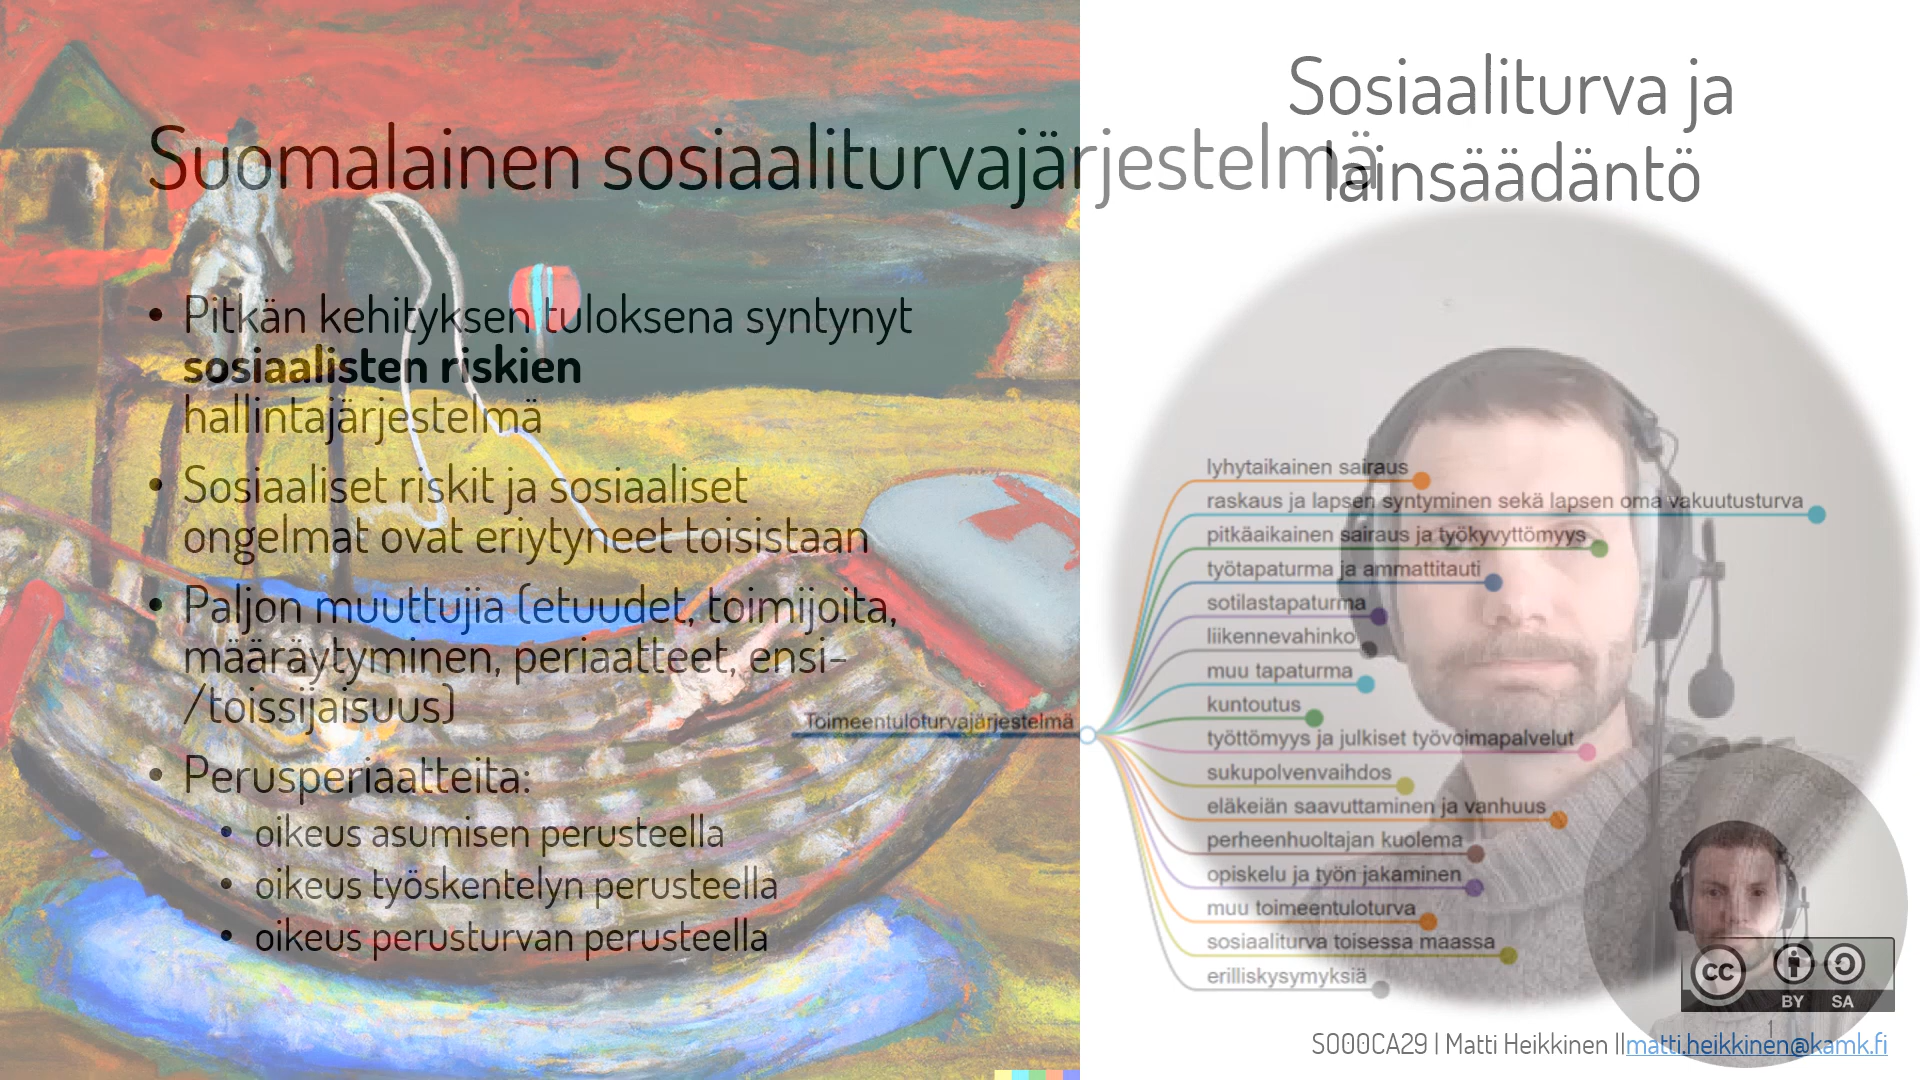 Sosiaaliturva ja
lainsäädäntö
Suomalainen sosiaaliturvajärjestelmä
• Pitkän kehityksen tuloksena syntynyt
sosiaalisten riskien
hallintajärjestelmä
• Sosiaaliset riskit ja sosiaaliset
ongelmat ovat eriytyneet toisistaan
• Paljon muuttujia (etuudet, toimijoita,
määräytyminen, periaatteet, ensi-
/toissijaisuus)
• Perusperiaatteita:
• oikeus asumisen perusteella
• oikeus työskentelyn perusteella
• oikeus perusturvan perusteella
Toimeentuloturvajärjestelmä
lyhytaikainen sairaus
raskaus ja lapsen syntyminen sekä lapsen oma vakuutusturva
pitkäaikainen sairaus ja työkyvyttömyys
työtapaturma ja ammattitauti
sotilastapaturma
liikennevahinko
muu tapaturma
kuntoutus
työttömyys ja julkiset työvoimapalvelut
sukupolvenvaihdos
eläkeiän saavuttaminen ja vanhuus
perheenhuoltajan kuolema
opiskelu ja työn jakaminen
muu toimeentuloturva
sosiaaliturva toisessa maassa
erilliskysymyksiä
cc
BY SA
S000CA29 | Matti Heikkinen || matti.heikkinen@kamk.fi